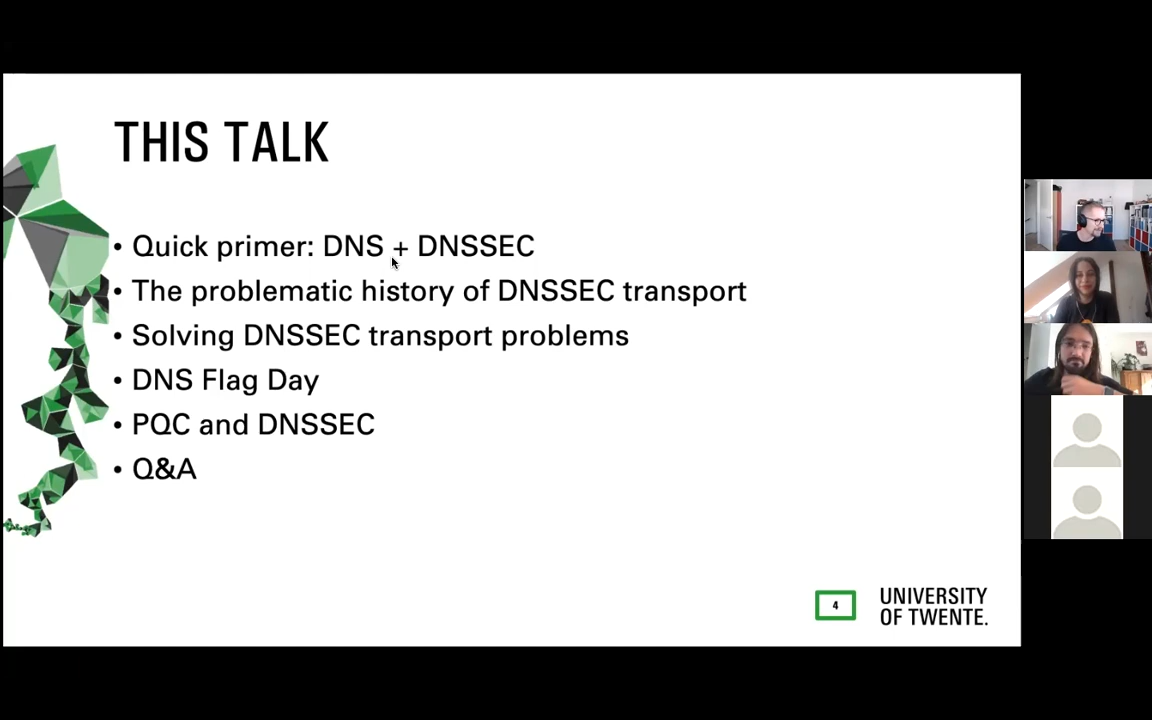 THIS TALK
• Quick primer: DNS + DNSSEC
• The problematic history of DNSSEC transport
• Solving DNSSEC transport problems
• DNS Flag Day
• PQC and DNSSEC
• Q&A
4
UNIVERSITY
OF TWENTE.